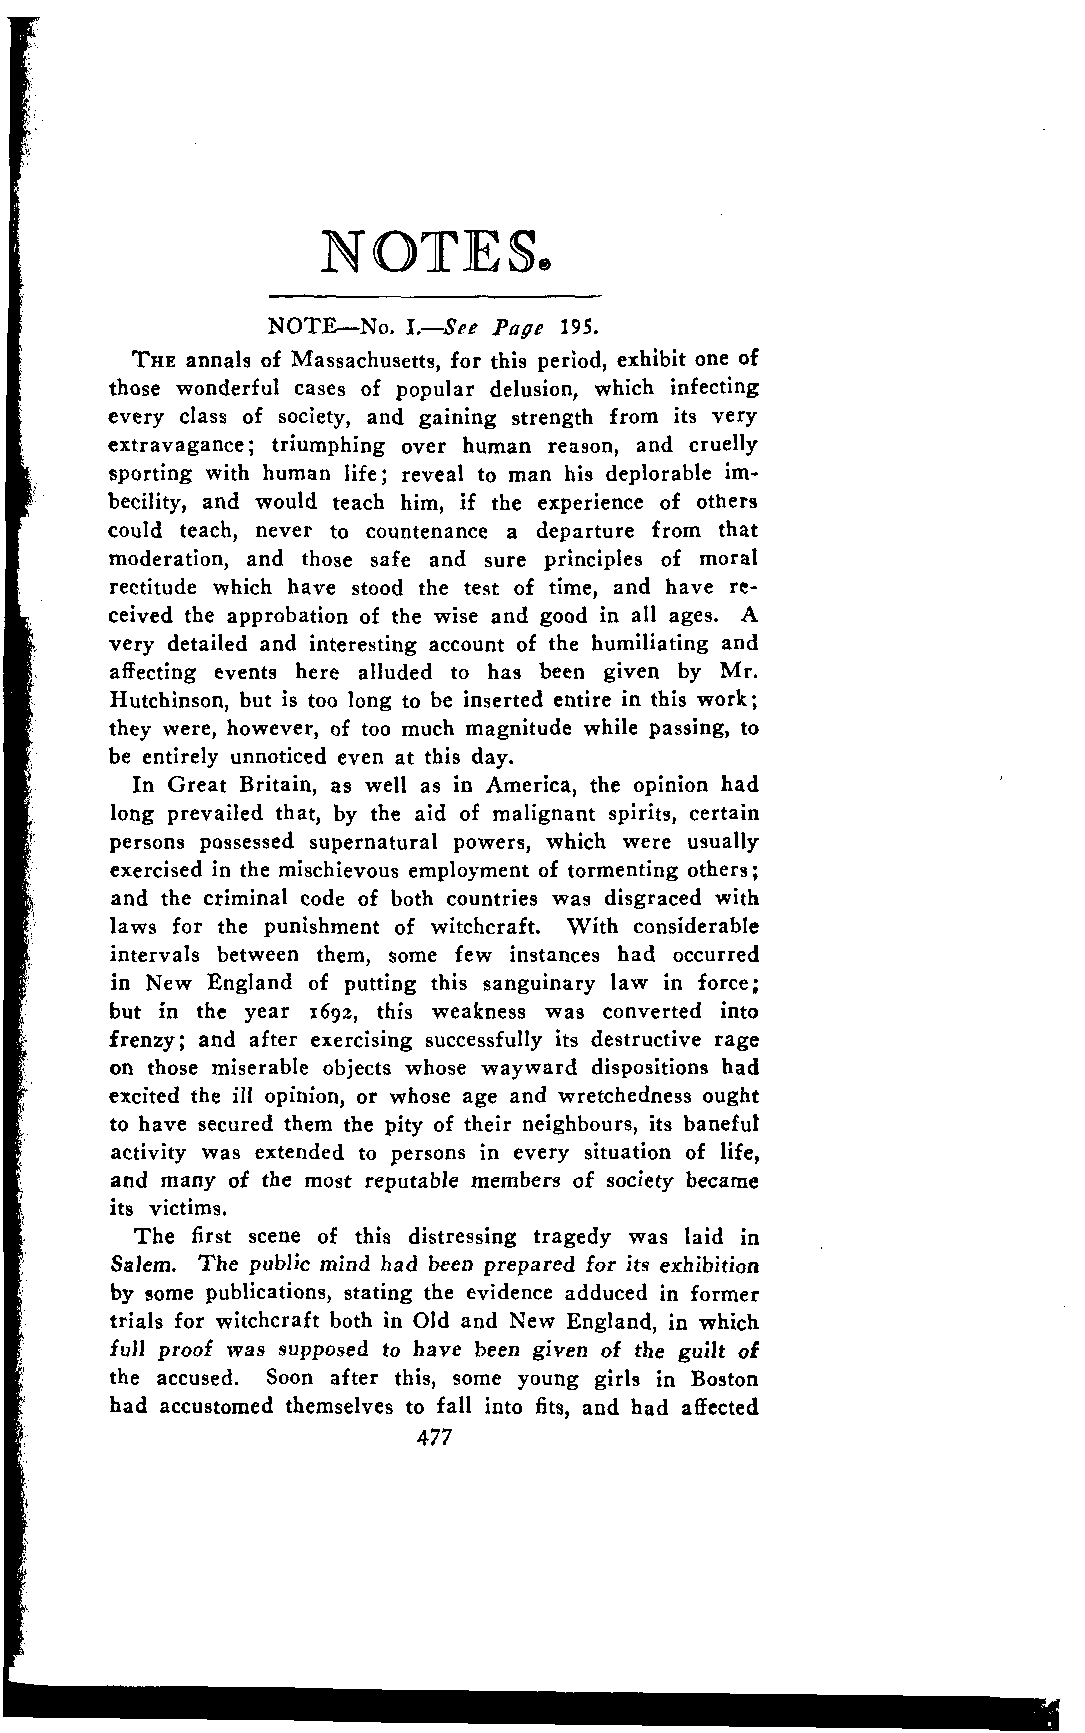 NOTES.
NOTE—No. I.—See Page 195.
THE annals of Massachusetts, for this period, exhibit one of
those wonderful cases of popular delusion, which infecting
every class of society, and gaining strength from its very
extravagance; triumphing over human reason, and cruelly
sporting with human life; reveal to man his deplorable im-
becility, and would teach him, if the experience of others
could teach, never to countenance a departure from that
moderation, and those safe and sure principles of moral
rectitude which have stood the test of time, and have re-
ceived the approbation of the wise and good in all ages. A
very detailed and interesting account of the humiliating and
affecting events here alluded to has been given by Mr.
Hutchinson, but is too long to be inserted entire in this work;
they were, however, of too much magnitude while passing, to
be entirely unnoticed even at this day.
In Great Britain, as well as in America, the opinion had
long prevailed that, by the aid of malignant spirits, certain
persons possessed supernatural powers, which were usually
exercised in the mischievous employment of tormenting others;
and the criminal code of both countries was disgraced with
laws for the punishment of witchcraft. With considerable
intervals between them, some few instances had occurred
in New England of putting this sanguinary law in force;
but in the year 1692, this weakness was converted into
frenzy; and after exercising successfully its destructive rage
on those miserable objects whose wayward dispositions had
excited the ill opinion, or whose age and wretchedness ought
to have secured them the pity of their neighbours, its baneful
activity was extended to persons in every situation of life,
and many of the most reputable members of society became
its victims.
The first scene of this distressing tragedy was laid in
Salem. The public mind had been prepared for its exhibition
by some publications, stating the evidence adduced in former
trials for witchcraft both in Old and New England, in which
full proof was supposed to have been given of the guilt of
the accused. Soon after this, some young girls in Boston
had accustomed themselves to fall into fits, and had affected
477